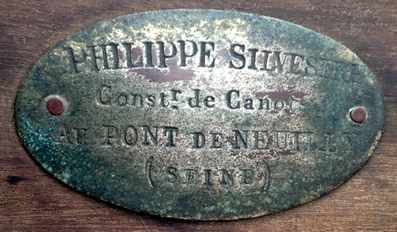 PHILIPPE SILVESTRE
Constr. de Canots
AU PONT DE NEUILLY
(SEINE)